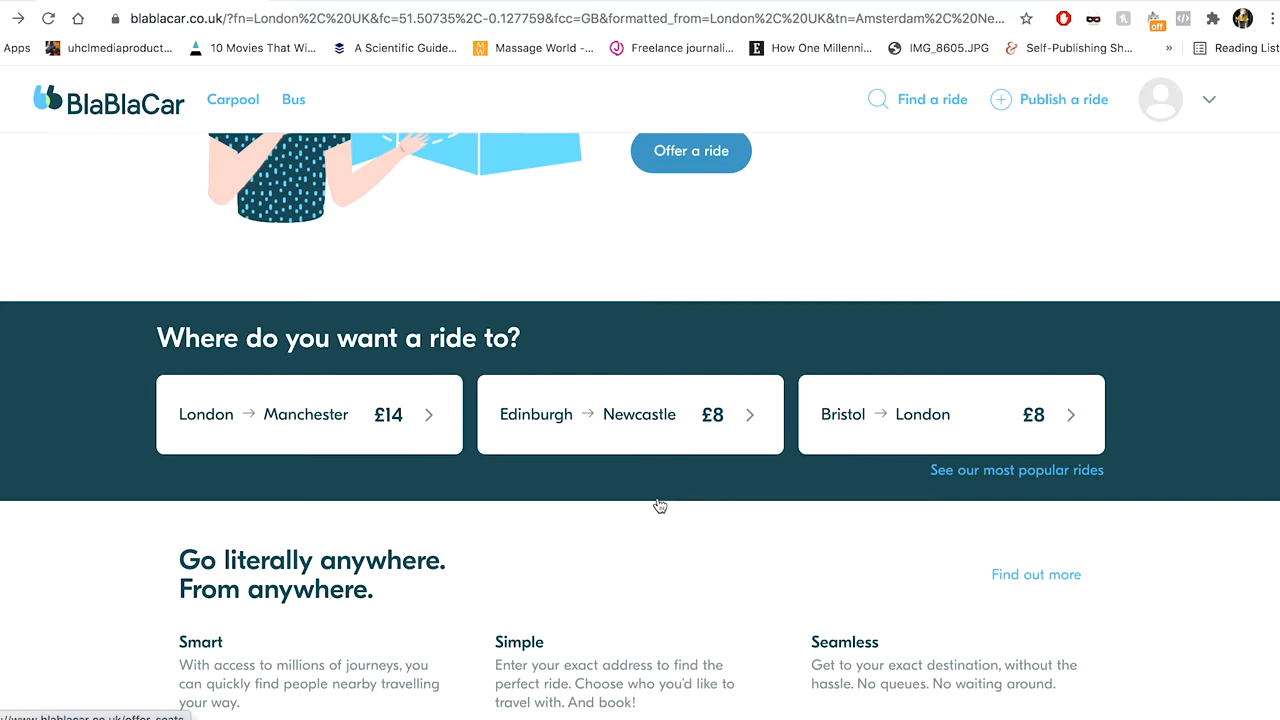 blablacar.co.uk/?fn=London%2C%20UK&fc=51.50735%2C-0.127759&fcc=GB&formatted_from=London%2C%20UK&tn=Amsterdam%2C%20Ne...
off
Apps uhclmediaproduct... 10 Movies That Wi... A Scientific Guide... Massage World -... Freelance journali... How One Millenni... IMG_8605.JPG Self-Publishing Sh... » Reading List
BlaBlaCar Carpool Bus Find a ride Publish a ride
Offer a ride
Where do you want a ride to?
London → Manchester £14
Edinburgh → Newcastle £8
Bristol → London £8
See our most popular rides
Go literally anywhere.
From anywhere.
Find out more
Smart
With access to millions of journeys, you
can quickly find people nearby travelling
your way.
Simple
Enter your exact address to find the
perfect ride. Choose who you'd like to
travel with. And book!
Seamless
Get to your exact destination, without the
hassle. No queues. No waiting around.